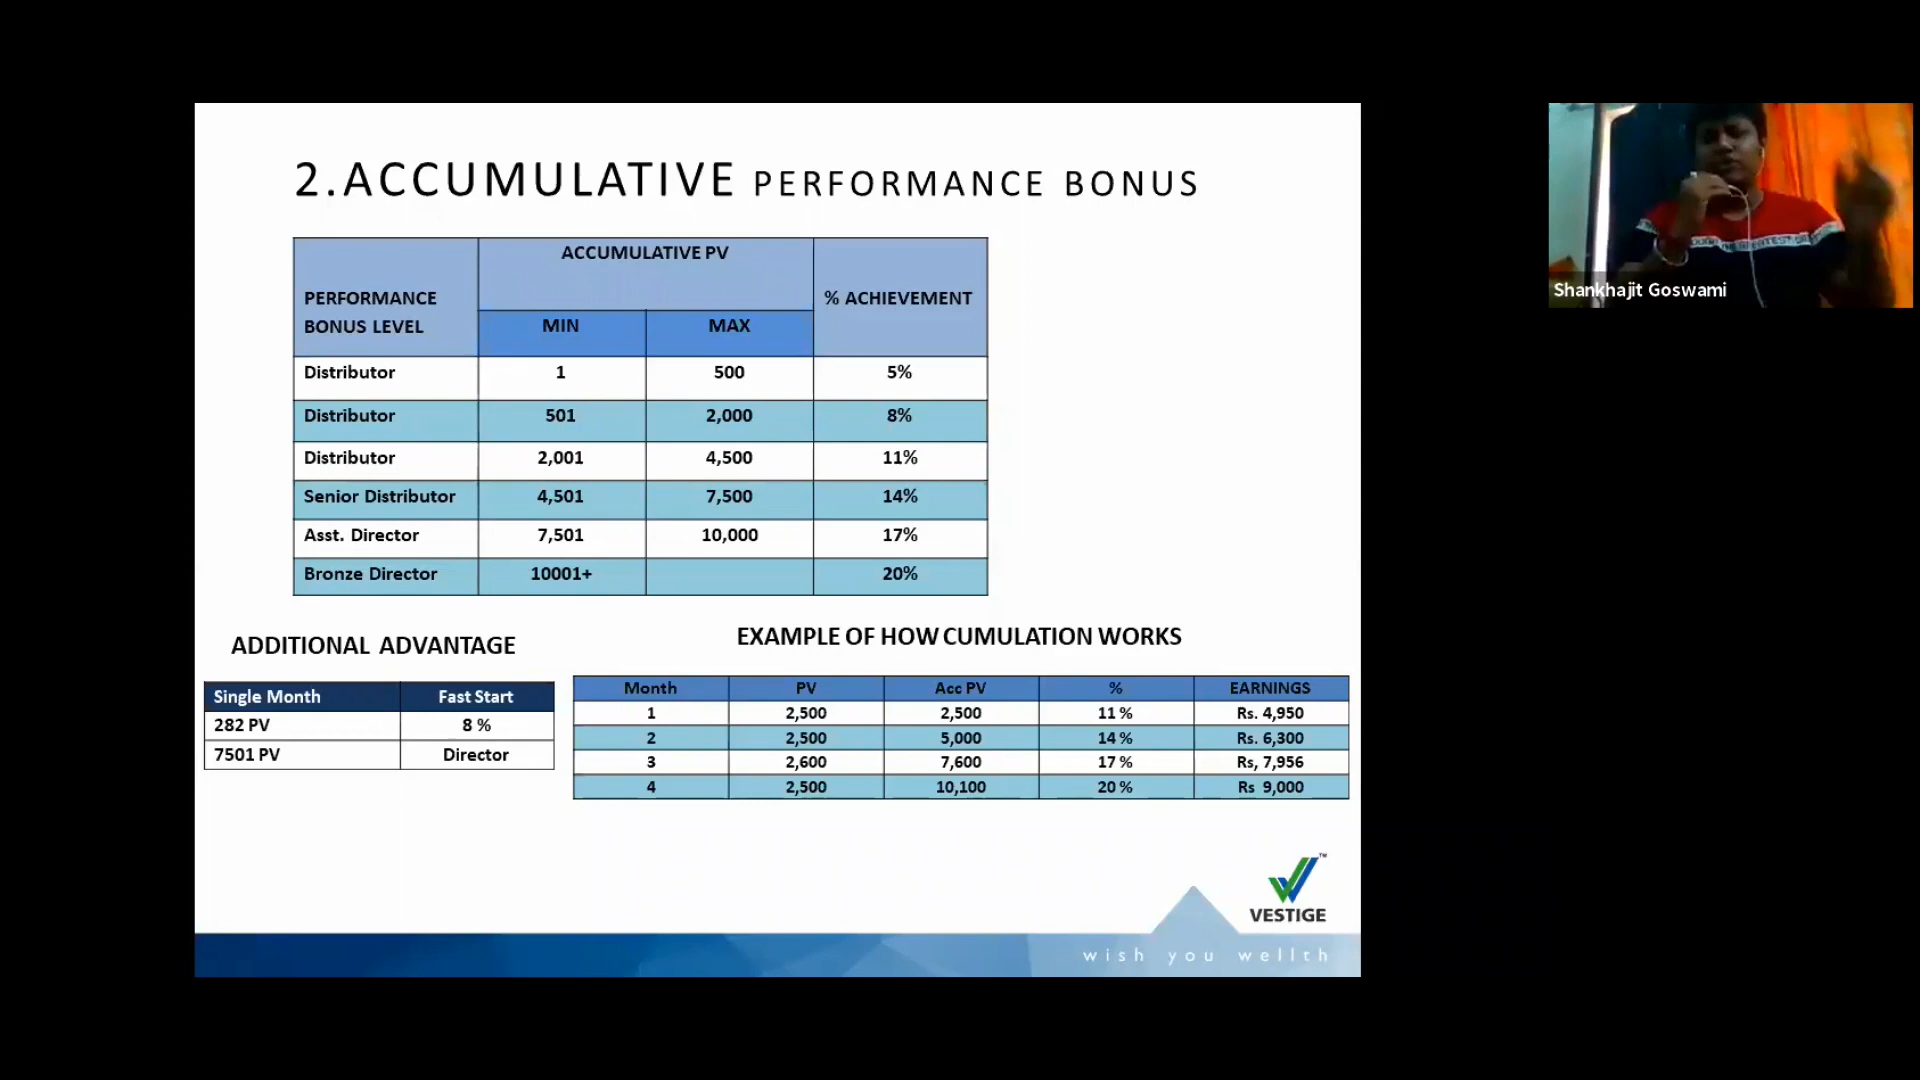 2.ACCUMULATIVE PERFORMANCE BONUS
PERFORMANCE BONUS LEVEL ACCUMULATIVE PV % ACHIEVEMENT
MIN MAX
Distributor 1 500 5%
Distributor 501 2,000 8%
Distributor 2,001 4,500 11%
Senior Distributor 4,501 7,500 14%
Asst. Director 7,501 10,000 17%
Bronze Director 10001+ 20%
ADDITIONAL ADVANTAGE
Single Month Fast Start
282 PV 8 %
7501 PV Director
EXAMPLE OF HOW CUMULATION WORKS
Month PV Acc PV % EARNINGS
1 2,500 2,500 11 % Rs. 4,950
2 2,500 5,000 14 % Rs. 6,300
3 2,600 7,600 17 % Rs, 7,956
4 2,500 10,100 20 % Rs 9,000
VESTIGE
TM
wish you wellth
Shankhajit Goswami